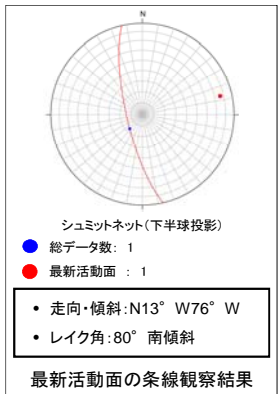 N
シュミットネット(下半球投影)
総データ数: 1
最新活動面 : 1
• 走向・傾斜:N13° W76° W
• レイク角:80° 南傾斜
最新活動面の条線観察結果